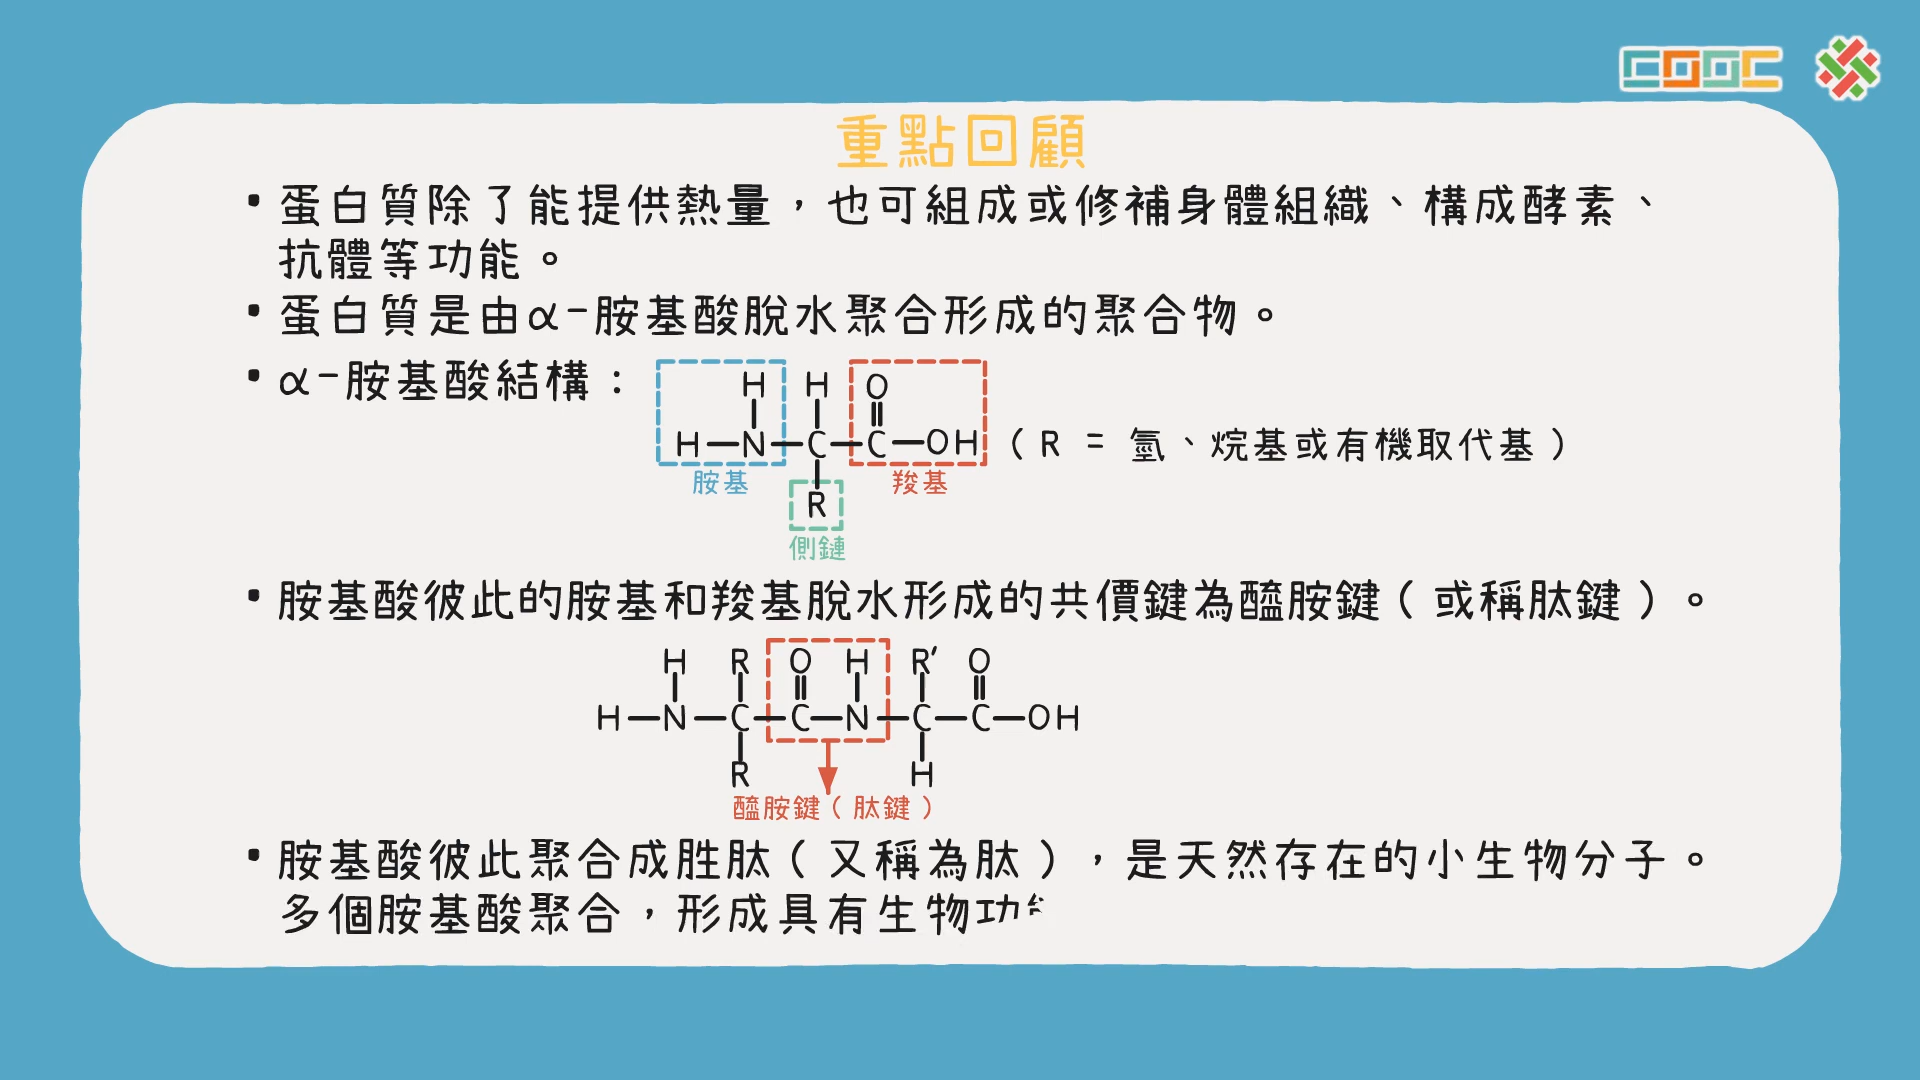 COOC
重點回顧
• 蛋白質除了能提供熱量，也可組成或修補身體組織、構成酵素、
抗體等功能。
• 蛋白質是由α-胺基酸脫水聚合形成的聚合物。
• α-胺基酸結構：
H H O
H—N—C—C—OH （R = 氫、烷基或有機取代基）
胺基 羧基
R
側鏈
• 胺基酸彼此的胺基和羧基脫水形成的共價鍵為醯胺鍵（或稱肽鍵）。
H R O H R' O
H—N—C—C—N—C—C—OH
R H
醯胺鍵（肽鍵）
• 胺基酸彼此聚合成胜肽（又稱為肽），是天然存在的小生物分子。
多個胺基酸聚合，形成具有生物功